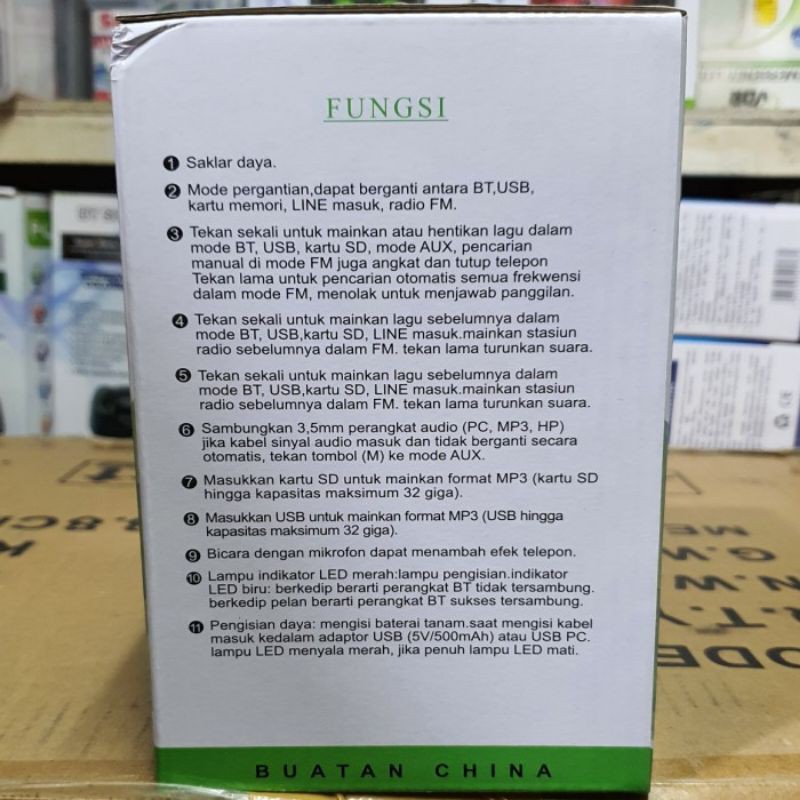 FUNGSI
❶ Saklar daya.
❷ Mode pergantian,dapat berganti antara BT,USB,
kartu memori, LINE masuk, radio FM.
❸ Tekan sekali untuk mainkan atau hentikan lagu dalam
mode BT, USB, kartu SD, mode AUX, pencarian
manual di mode FM juga angkat dan tutup telepon
Tekan lama untuk pencarian otomatis semua frekwensi
dalam mode FM, menolak untuk menjawab panggilan.
❹ Tekan sekali untuk mainkan lagu sebelumnya dalam
mode BT, USB,kartu SD, LINE masuk.mainkan stasiun
radio sebelumnya dalam FM. tekan lama turunkan suara.
❺ Tekan sekali untuk mainkan lagu sebelumnya dalam
mode BT, USB,kartu SD, LINE masuk.mainkan stasiun
radio sebelumnya dalam FM. tekan lama turunkan suara.
❻ Sambungkan 3,5mm perangkat audio (PC, MP3, HP)
jika kabel sinyal audio masuk dan tidak berganti secara
otomatis, tekan tombol (M) ke mode AUX.
❼ Masukkan kartu SD untuk mainkan format MP3 (kartu SD
hingga kapasitas maksimum 32 giga).
❽ Masukkan USB untuk mainkan format MP3 (USB hingga
kapasitas maksimum 32 giga).
❾ Bicara dengan mikrofon dapat menambah efek telepon.
❿ Lampu indikator LED merah:lampu pengisian.indikator
LED biru: berkedip berarti perangkat BT tidak tersambung.
berkedip pelan berarti perangkat BT sukses tersambung.
⓫ Pengisian daya: mengisi baterai tanam.saat mengisi kabel
masuk kedalam adaptor USB (5V/500mAh) atau USB PC.
lampu LED menyala merah, jika penuh lampu LED mati.
BUATAN CHINA